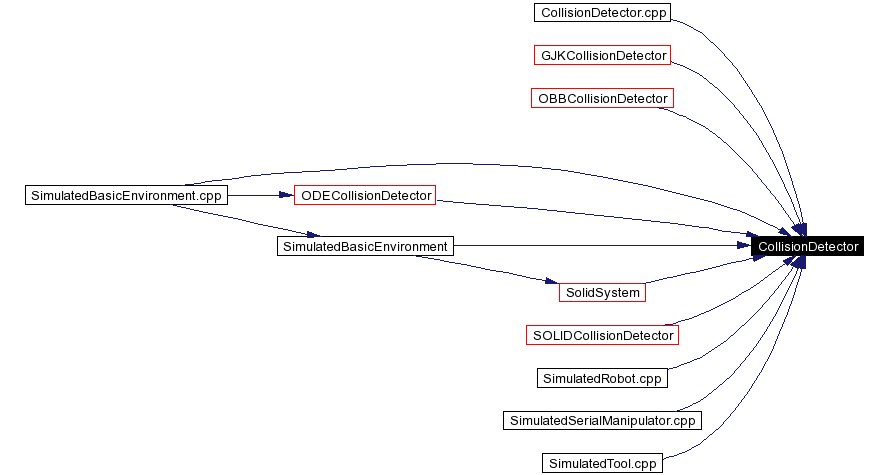 CollisionDetector.cpp
GJKCollisionDetector
OBBCollisionDetector
SimulatedBasicEnvironment.cpp
ODECollisionDetector
SimulatedBasicEnvironment
CollisionDetector
SolidSystem
SOLIDCollisionDetector
SimulatedRobot.cpp
SimulatedSerialManipulator.cpp
SimulatedTool.cpp